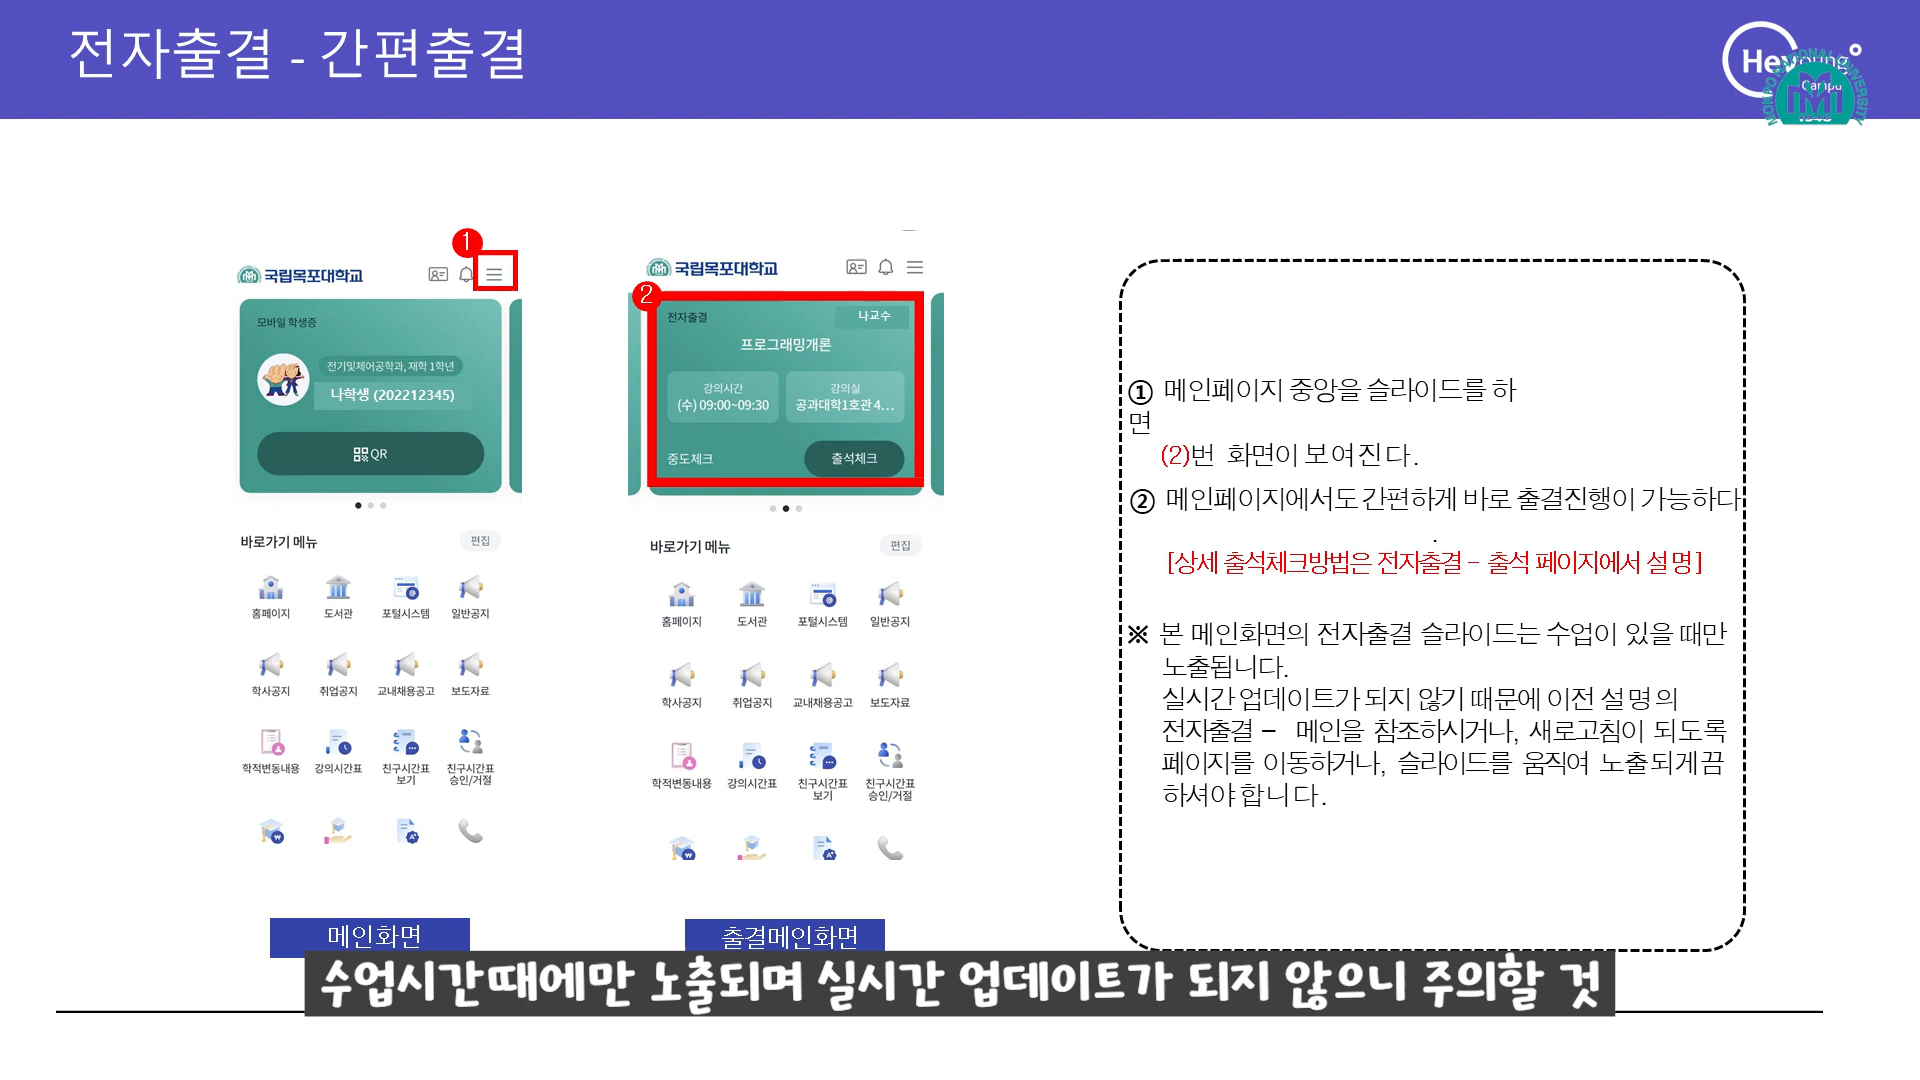 전자출결 - 간편출결
Hey
MOKPO NATIONAL UNIVERSITY
1
국립목포대학교
모바일 학생증
전기및제어공학과, 재학 1학년
나학생 (202212345)
QR
바로가기 메뉴
편집
홈페이지 도서관 포털시스템 일반공지
학사공지 취업공지 교내채용공고 보도자료
학적변동내용 강의시간표 친구시간표 보기 친구시간표 승인/거절
메인화면
국립목포대학교
2
전자출결
나교수
프로그래밍개론
강의시간
(수) 09:00~09:30
강의실
공과대학1호관 4...
중도체크
출석체크
바로가기 메뉴
편집
홈페이지 도서관 포털시스템 일반공지
학사공지 취업공지 교내채용공고 보도자료
학적변동내용 강의시간표 친구시간표 보기 친구시간표 승인/거절
출결메인화면
① 메인페이지 중앙을 슬라이드를 하
면
(2)번 화면이 보여진다.
② 메인페이지에서도 간편하게 바로 출결진행이 가능하다
.
[상세 출석체크방법은 전자출결 – 출석 페이지에서 설명]
※ 본 메인화면의 전자출결 슬라이드는 수업이 있을 때만
노출됩니다.
실시간 업데이트가 되지 않기 때문에 이전 설명의
전자출결 – 메인을 참조하시거나, 새로고침이 되도록
페이지를 이동하거나, 슬라이드를 움직여 노출되게끔
하셔야 합니다.
수업시간때에만 노출되며 실시간 업데이트가 되지 않으니 주의할 것